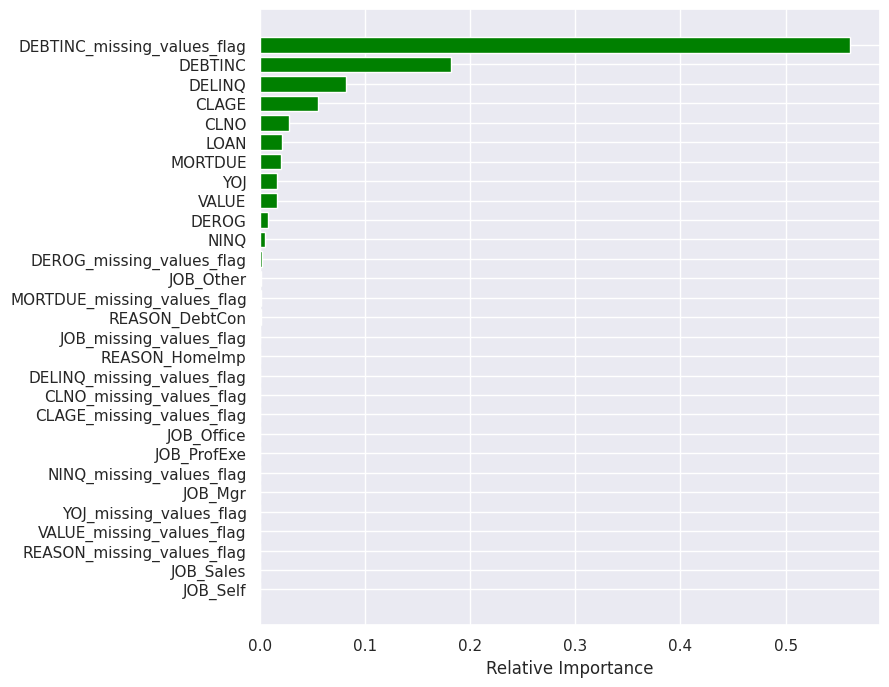 DEBTINC_missing_values_flag
DEBTINC
DELINQ
CLAGE
CLNO
LOAN
MORTDUE
YOJ
VALUE
DEROG
NINQ
DEROG_missing_values_flag
JOB_Other
MORTDUE_missing_values_flag
REASON_DebtCon
JOB_missing_values_flag
REASON_HomeImp
DELINQ_missing_values_flag
CLNO_missing_values_flag
CLAGE_missing_values_flag
JOB_Office
JOB_ProfExe
NINQ_missing_values_flag
JOB_Mgr
YOJ_missing_values_flag
VALUE_missing_values_flag
REASON_missing_values_flag
JOB_Sales
JOB_Self
0.0 0.1 0.2 0.3 0.4 0.5
Relative Importance